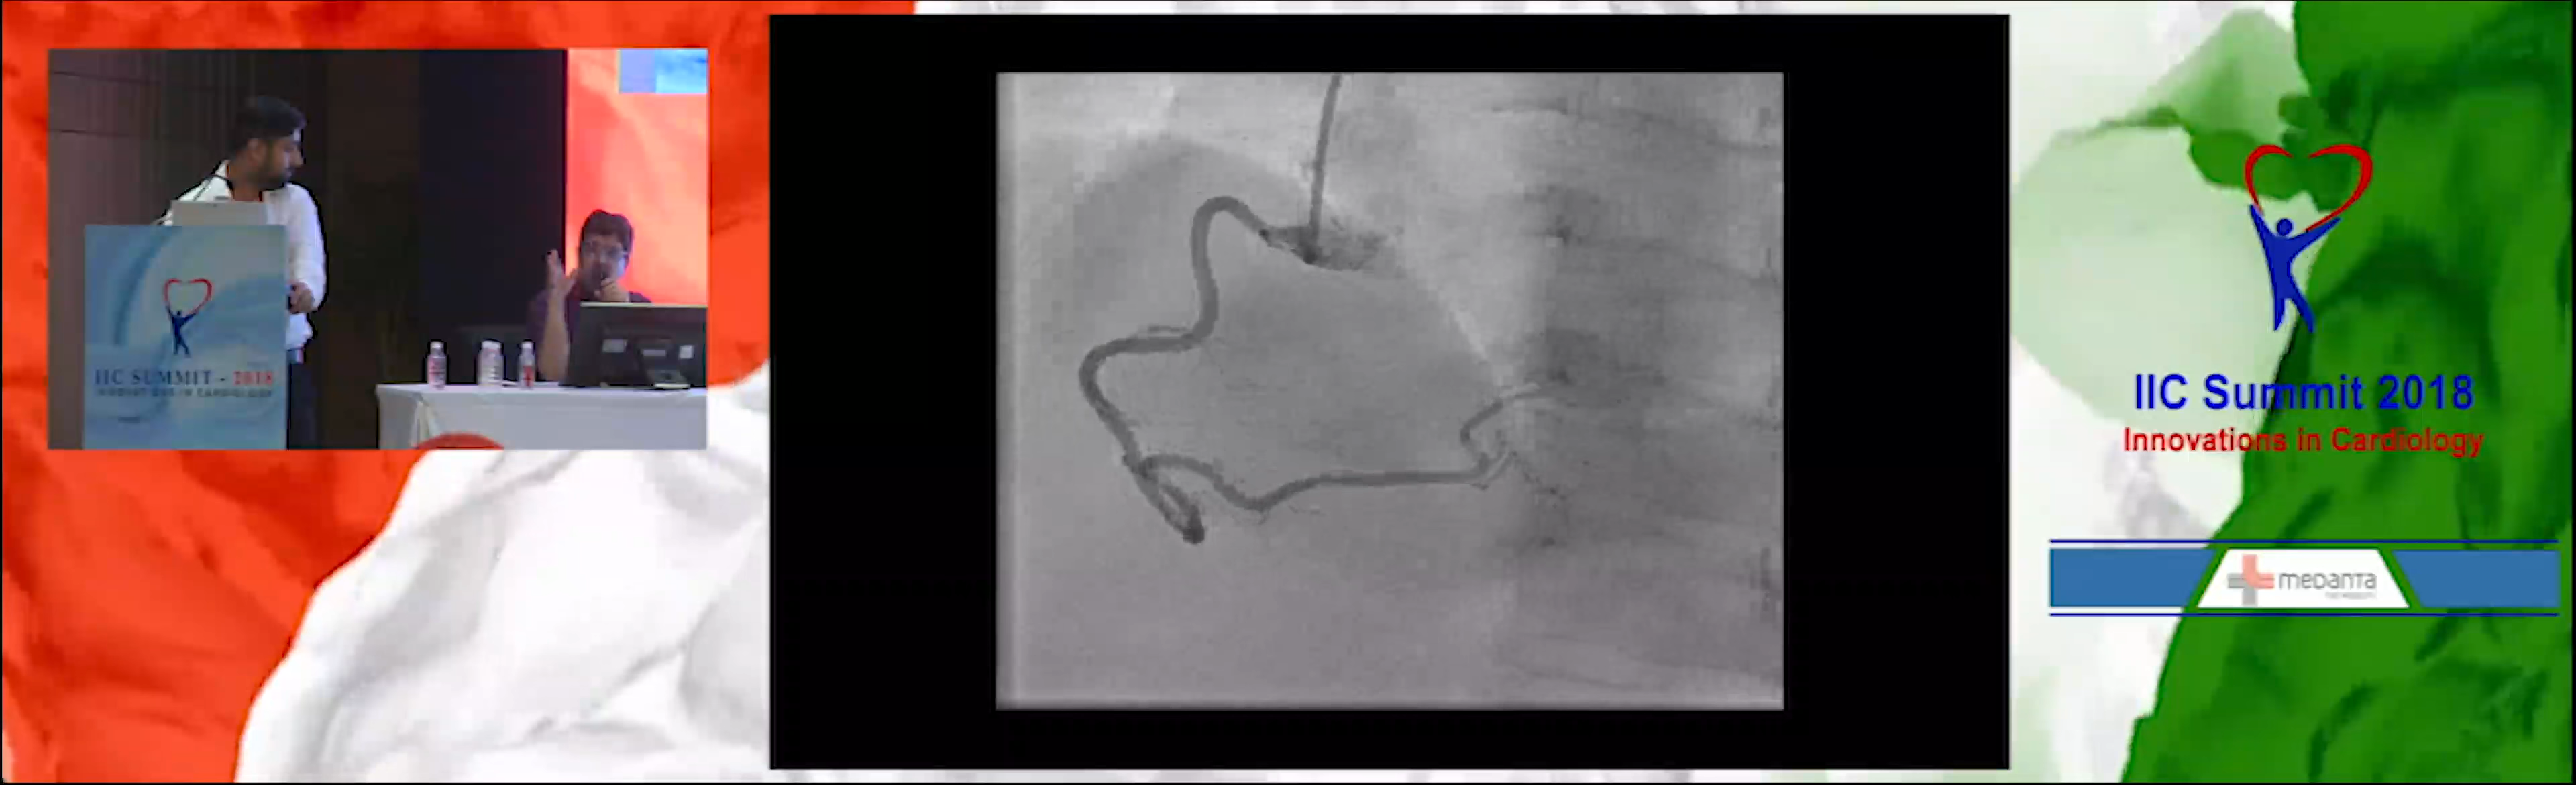 IIC SUMMIT - 2018
IIC Summit 2018
Innovations in Cardiology
medanta